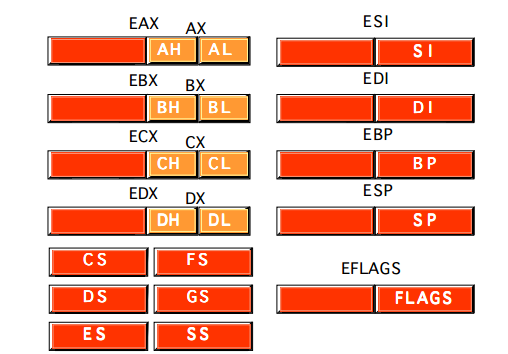 EAX AX
AH AL
EBX BX
BH BL
ECX CX
CH CL
EDX DX
DH DL
CS FS
DS GS
ES SS
ESI
SI
EDI
DI
EBP
BP
ESP
SP
EFLAGS
FLAGS